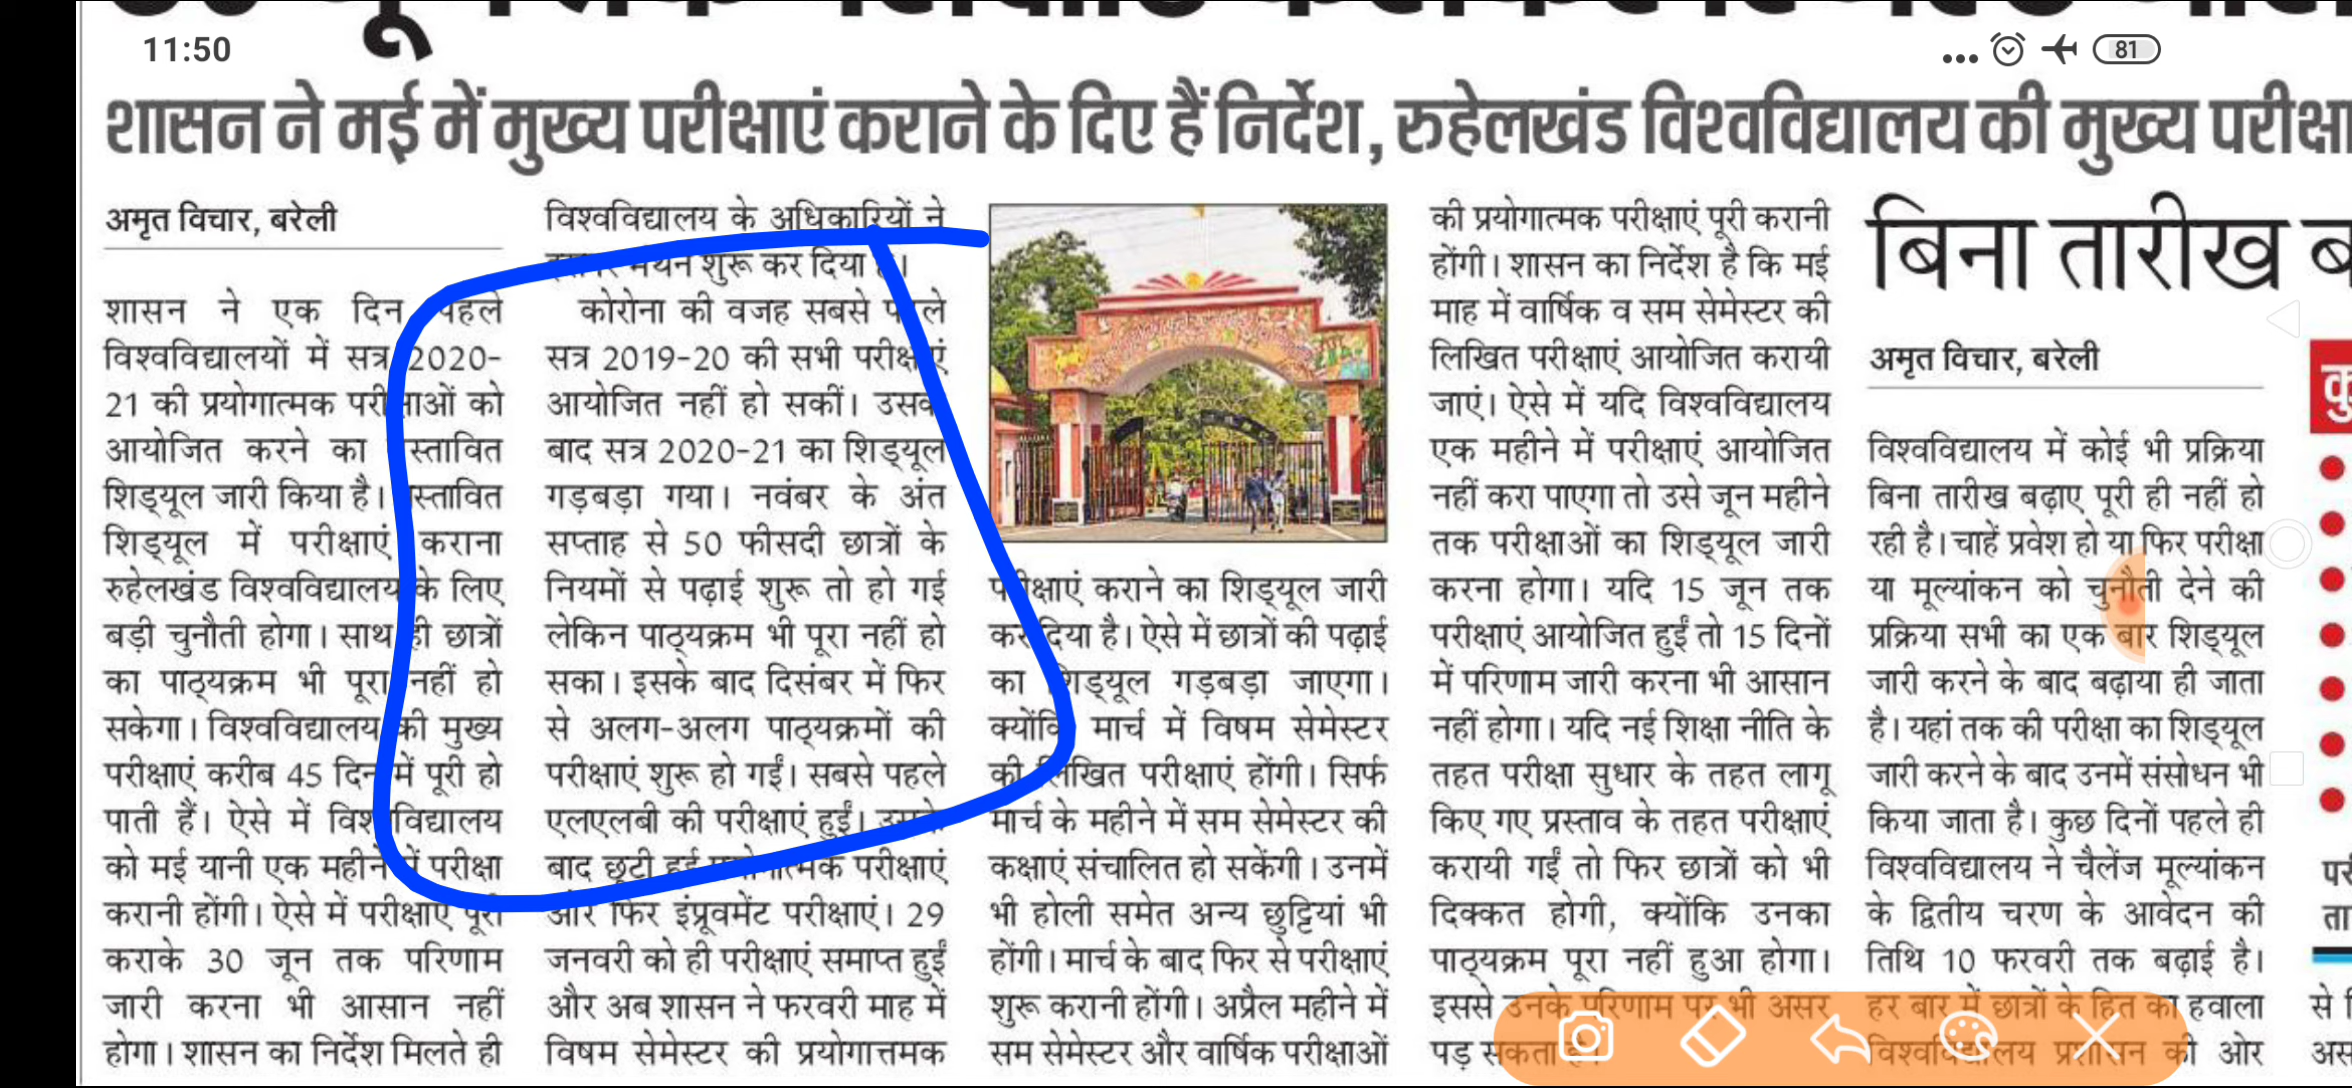 11:50
81
शासन ने मई में मुख्य परीक्षाएं कराने के दिए हैं निर्देश, रुहेलखंड विश्वविद्यालय की मुख्य परीक्षा
अमृत विचार, बरेली
शासन ने एक दिन पहले
विश्वविद्यालयों में सत्र 2020-
21 की प्रयोगात्मक परीक्षाओं को
आयोजित करने का प्रस्तावित
शिड्यूल जारी किया है। प्रस्तावित
शिड्यूल में परीक्षाएं कराना
रुहेलखंड विश्वविद्यालय के लिए
बड़ी चुनौती होगा। साथ ही छात्रों
का पाठ्यक्रम भी पूरा नहीं हो
सकेगा। विश्वविद्यालय की मुख्य
परीक्षाएं करीब 45 दिन में पूरी हो
पाती हैं। ऐसे में विश्वविद्यालय
को मई यानी एक महीने में परीक्षा
करानी होंगी। ऐसे में परीक्षाएं पूरी
कराके 30 जून तक परिणाम
जारी करना भी आसान नहीं
होगा। शासन का निर्देश मिलते ही
विश्वविद्यालय के अधिकारियों ने
मंथन शुरू कर दिया है।
कोरोना की वजह सबसे पहले
सत्र 2019-20 की सभी परीक्षाएं
आयोजित नहीं हो सकीं। उसके
बाद सत्र 2020-21 का शिड्यूल
गड़बड़ा गया। नवंबर के अंत
सप्ताह से 50 फीसदी छात्रों के
नियमों से पढ़ाई शुरू तो हो गई
लेकिन पाठ्यक्रम भी पूरा नहीं हो
सका। इसके बाद दिसंबर में फिर
से अलग-अलग पाठ्यक्रमों की
परीक्षाएं शुरू हो गईं। सबसे पहले
एलएलबी की परीक्षाएं हुईं। उसके
बाद छूटी हुई प्रयोगात्मक परीक्षाएं
और फिर इंप्रूवमेंट परीक्षाएं। 29
जनवरी को ही परीक्षाएं समाप्त हुईं
और अब शासन ने फरवरी माह में
विषम सेमेस्टर की प्रयोगात्तमक
परीक्षाएं कराने का शिड्यूल जारी
कर दिया है। ऐसे में छात्रों की पढ़ाई
का शिड्यूल गड़बड़ा जाएगा।
क्योंकि मार्च में विषम सेमेस्टर
की लिखित परीक्षाएं होंगी। सिर्फ
मार्च के महीने में सम सेमेस्टर की
कक्षाएं संचालित हो सकेंगी। उनमें
भी होली समेत अन्य छुट्टियां भी
होंगी। मार्च के बाद फिर से परीक्षाएं
शुरू करानी होंगी। अप्रैल महीने में
सम सेमेस्टर और वार्षिक परीक्षाओं
की प्रयोगात्मक परीक्षाएं पूरी करानी
होंगी। शासन का निर्देश है कि मई
माह में वार्षिक व सम सेमेस्टर की
लिखित परीक्षाएं आयोजित करायी
जाएं। ऐसे में यदि विश्वविद्यालय
एक महीने में परीक्षाएं आयोजित
नहीं करा पाएगा तो उसे जून महीने
तक परीक्षाओं का शिड्यूल जारी
करना होगा। यदि 15 जून तक
परीक्षाएं आयोजित हुईं तो 15 दिनों
में परिणाम जारी करना भी आसान
नहीं होगा। यदि नई शिक्षा नीति के
तहत परीक्षा सुधार के तहत लागू
किए गए प्रस्ताव के तहत परीक्षाएं
करायी गईं तो फिर छात्रों को भी
दिक्कत होगी, क्योंकि उनका
पाठ्यक्रम पूरा नहीं हुआ होगा।
इससे उनके परिणाम पर भी असर
पड़ सकता है।
बिना तारीख ब
अमृत विचार, बरेली
विश्वविद्यालय में कोई भी प्रक्रिया
बिना तारीख बढ़ाए पूरी ही नहीं हो
रही है। चाहें प्रवेश हो या फिर परीक्षा
या मूल्यांकन को चुनौती देने की
प्रक्रिया सभी का एक बार शिड्यूल
जारी करने के बाद बढ़ाया ही जाता
है। यहां तक की परीक्षा का शिड्यूल
जारी करने के बाद उनमें संसोधन भी
किया जाता है। कुछ दिनों पहले ही
विश्वविद्यालय ने चैलेंज मूल्यांकन
के द्वितीय चरण के आवेदन की
तिथि 10 फरवरी तक बढ़ाई है।
हर बार में छात्रों के हित का हवाला
विश्वविद्यालय प्रशासन की ओर
कु
ता
से